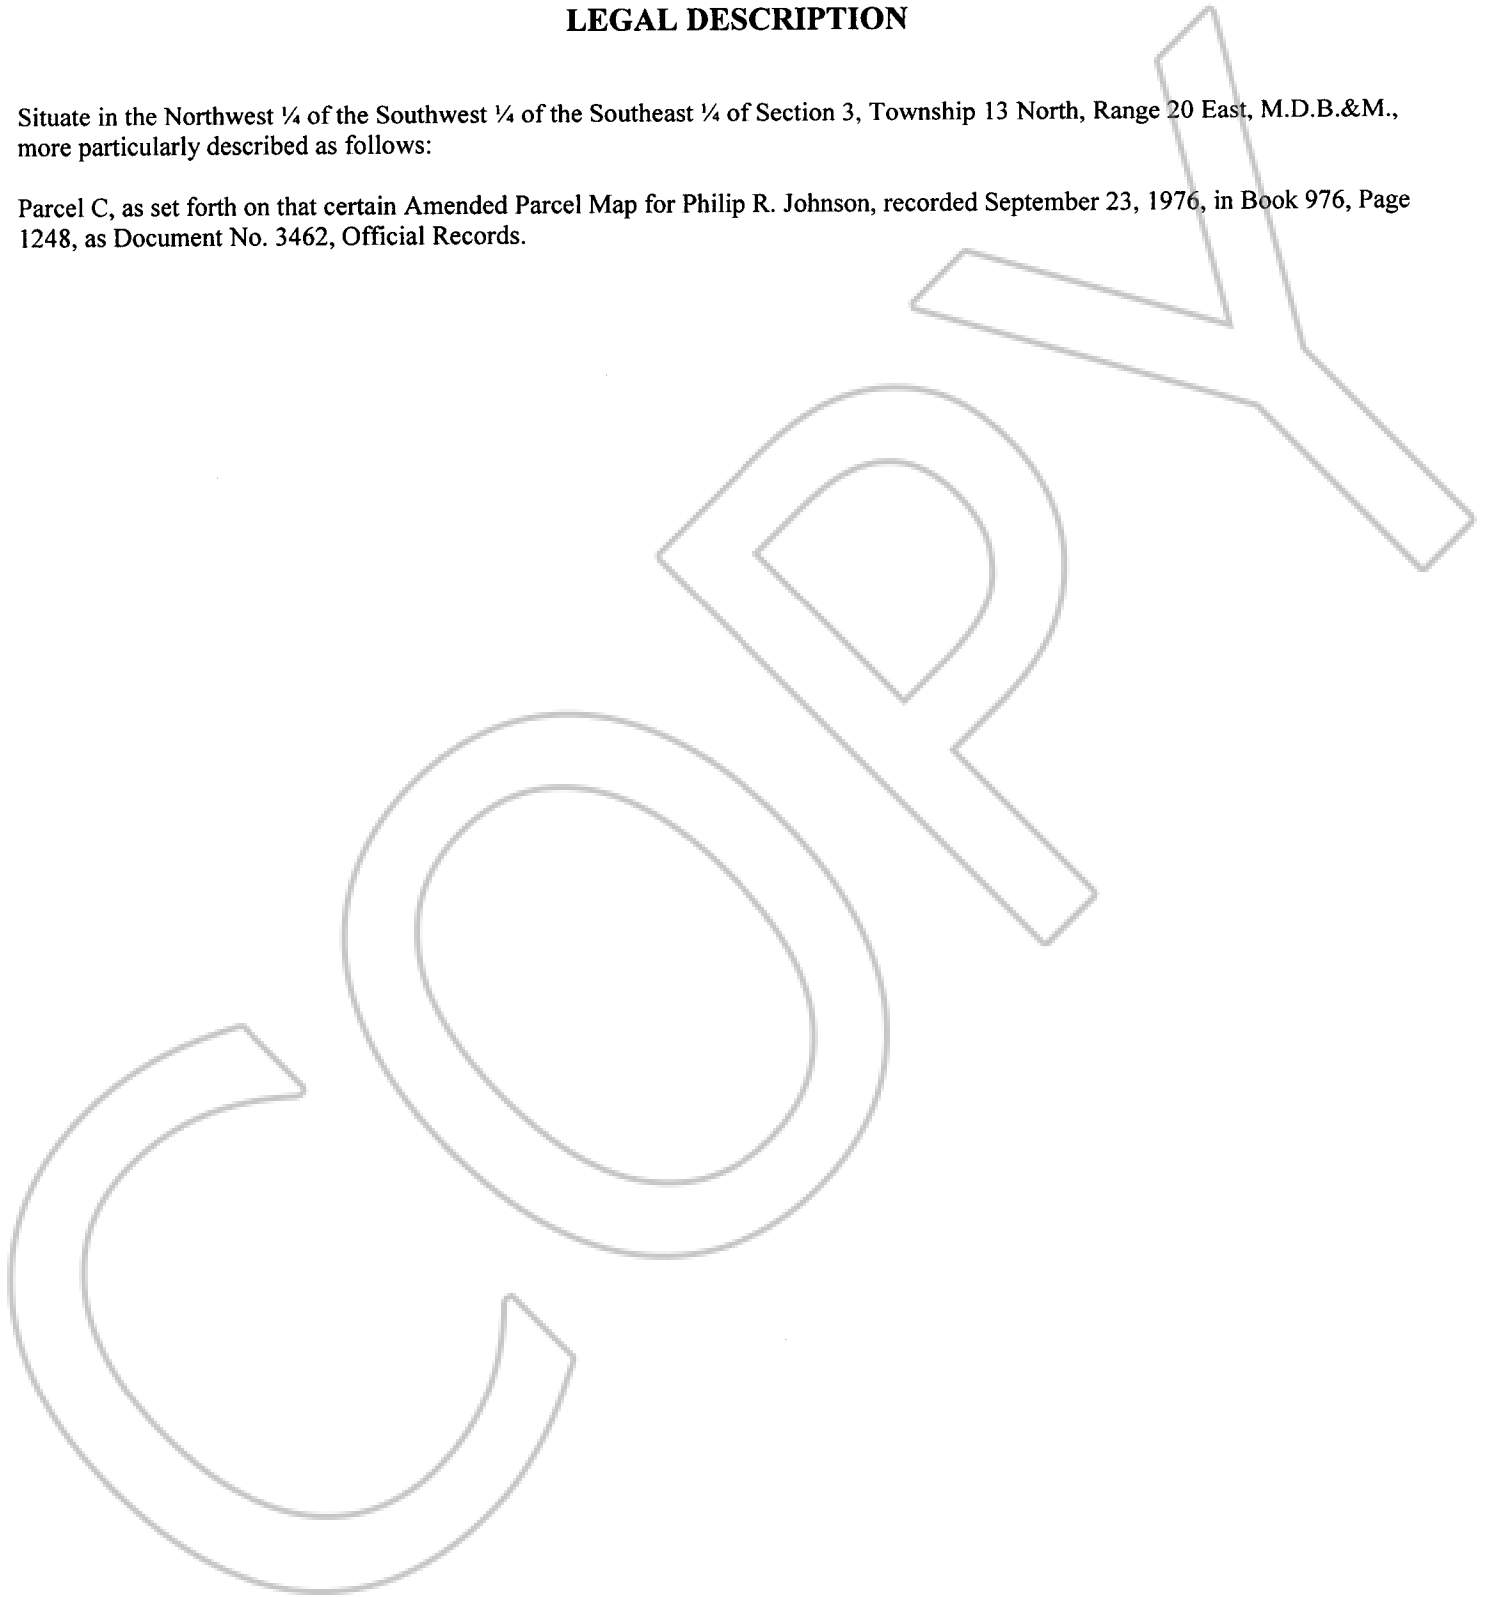 LEGAL DESCRIPTION
Situate in the Northwest ¼ of the Southwest ¼ of the Southeast ¼ of Section 3, Township 13 North, Range 20 East, M.D.B.&M.,
more particularly described as follows:
Parcel C, as set forth on that certain Amended Parcel Map for Philip R. Johnson, recorded September 23, 1976, in Book 976, Page
1248, as Document No. 3462, Official Records.
COPY